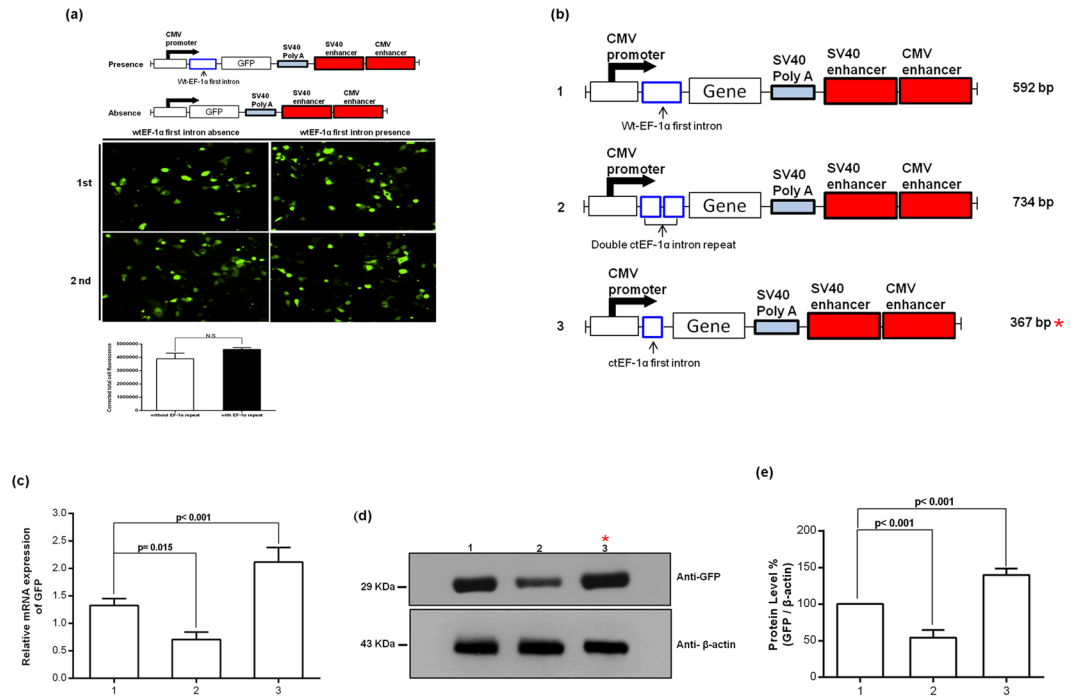 (a)
CMV promoter
SV40 Poly A
SV40 enhancer
CMV enhancer
Presence
GFP
Wt-EF-1α first intron
CMV promoter
SV40 Poly A
SV40 enhancer
CMV enhancer
Absence
GFP
wtEF-1α first intron absence
wtEF-1α first intron presence
1st
2 nd
N.S
Corrected total cell fluorescence
5000000
4000000
3000000
2000000
1000000
0
without EF-1α repeat
with EF-1α repeat
(b)
CMV promoter
SV40 Poly A
SV40 enhancer
CMV enhancer
1
Gene
592 bp
Wt-EF-1α first intron
CMV promoter
SV40 Poly A
SV40 enhancer
CMV enhancer
2
Gene
734 bp
Double ctEF-1α intron repeat
CMV promoter
SV40 Poly A
SV40 enhancer
CMV enhancer
3
Gene
367 bp *
ctEF-1α first intron
(c)
Relative mRNA expression of GFP
2.5
2.0
1.5
1.0
0.5
0.0
p< 0.001
p= 0.015
1 2 3
(d)
*
1 2 3
29 KDa
Anti-GFP
43 KDa
Anti- β-actin
(e)
Protein Level % (GFP / β-actin)
200
150
100
50
0
p< 0.001
p< 0.001
1 2 3